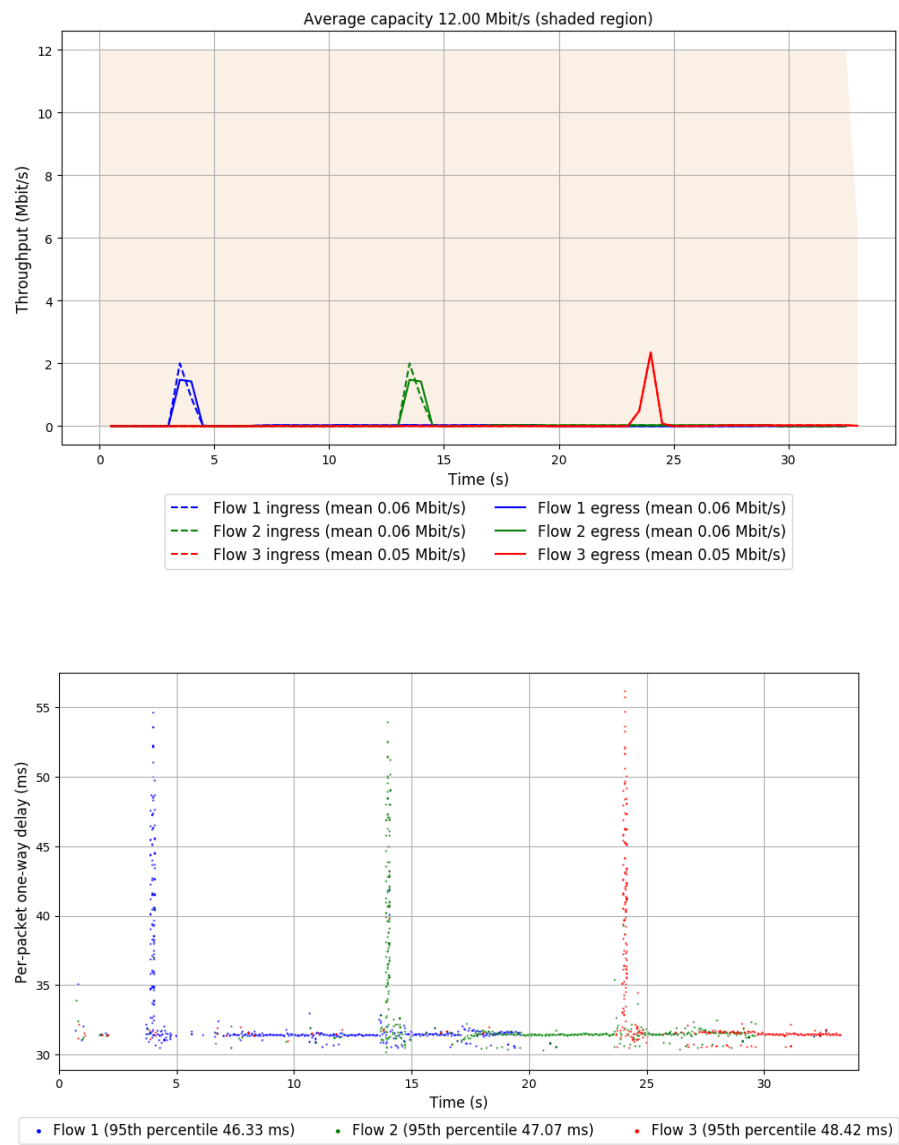 Average capacity 12.00 Mbit/s (shaded region)
12
10
8
6
4
2
0
Throughput (Mbit/s)
0 5 10 15 20 25 30
Time (s)
Flow 1 ingress (mean 0.06 Mbit/s) Flow 1 egress (mean 0.06 Mbit/s)
Flow 2 ingress (mean 0.06 Mbit/s) Flow 2 egress (mean 0.06 Mbit/s)
Flow 3 ingress (mean 0.05 Mbit/s) Flow 3 egress (mean 0.05 Mbit/s)
55
50
45
40
35
30
Per-packet one-way delay (ms)
0 5 10 15 20 25 30
Time (s)
Flow 1 (95th percentile 46.33 ms) Flow 2 (95th percentile 47.07 ms) Flow 3 (95th percentile 48.42 ms)